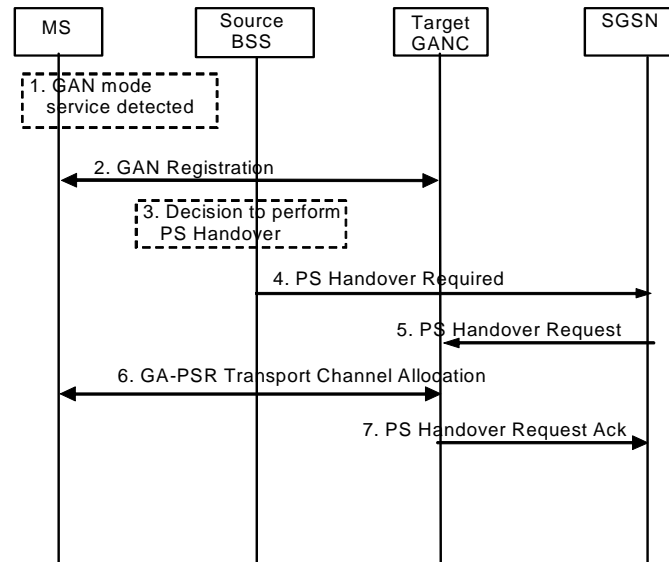 MS
Source
BSS
Target
GANC
SGSN
1. GAN mode
service detected
2. GAN Registration
3. Decision to perform
PS Handover
4. PS Handover Required
5. PS Handover Request
6. GA-PSR Transport Channel Allocation
7. PS Handover Request Ack